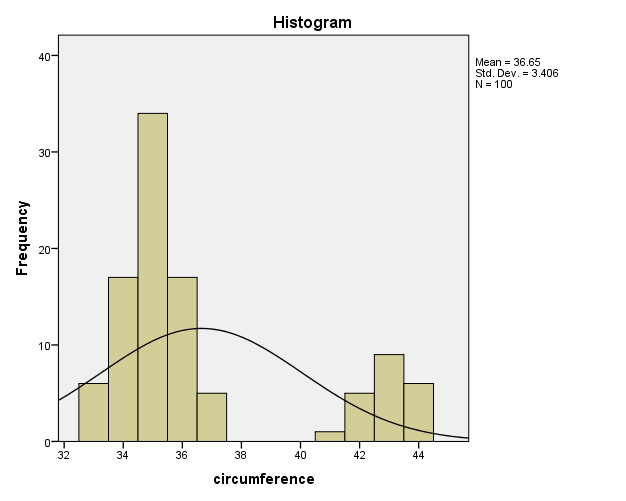 Histogram
Mean = 36.65
Std. Dev. = 3.406
N = 100
Frequency
40
30
20
10
0
32 34 36 38 40 42 44
circumference